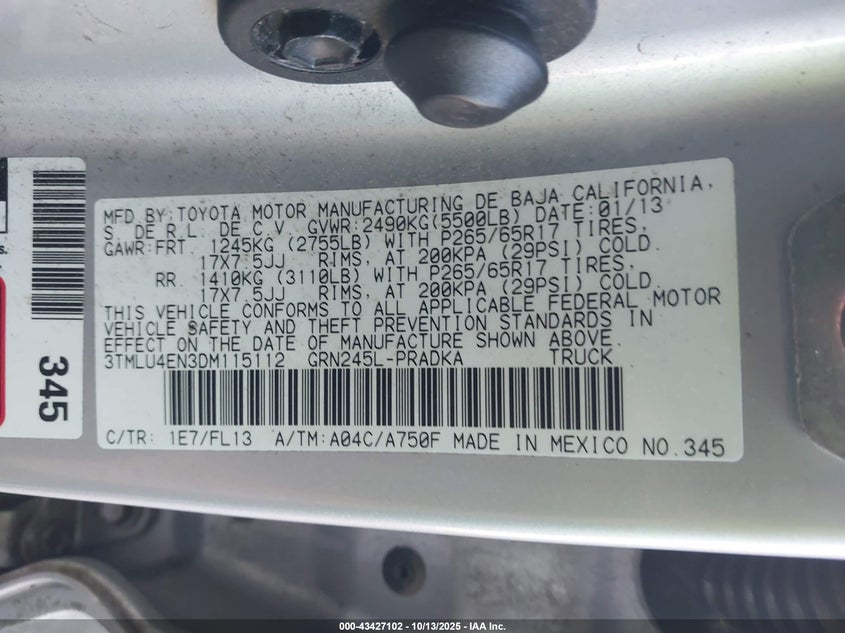 s.
345
MFD.BY:TOYOTA MOTOR MANUFACTURING DE BAJA CALIFORNIA,
S. DE R.L. DE C.V. GVWR:2490KG(5500LB) DATE:01/13
GAWR:FRT. 1245KG (2755LB) WITH P265/65R17 TIRES,
17X7.5JJ RIMS, AT 200KPA (29PSI) COLD.
RR. 1410KG (3110LB) WITH P265/65R17 TIRES,
17X7.5JJ RIMS, AT 200KPA (29PSI) COLD.
THIS VEHICLE CONFORMS TO ALL APPLICABLE FEDERAL MOTOR
VEHICLE SAFETY AND THEFT PREVENTION STANDARDS IN
EFFECT ON THE DATE OF MANUFACTURE SHOWN ABOVE.
3TMLU4EN3DM115112 GRN245L-PRADKA TRUCK
C/TR: 1E7/FL13 A/TM:A04C/A750F MADE IN MEXICO NO.345
000-43427102 | 10/13/2025 | © IAA, Inc.